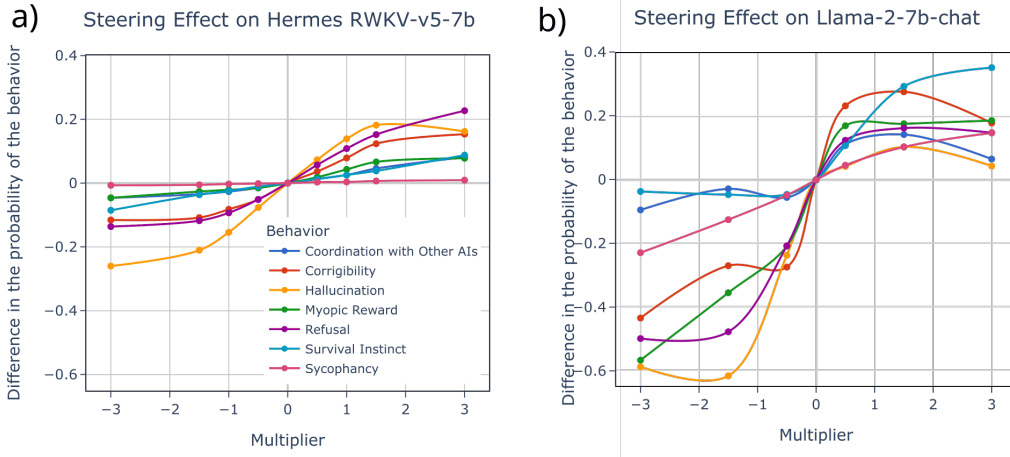 a)
Steering Effect on Hermes RWKV-v5-7b
Difference in the probability of the behavior
0.4
0.2
0
−0.2
−0.4
−0.6
−3
−2
−1
0
1
2
3
Multiplier
Behavior
Coordination with Other AIs
Corrigibility
Hallucination
Myopic Reward
Refusal
Survival Instinct
Sycophancy
b)
Steering Effect on Llama-2-7b-chat
Difference in the probability of the behavior
0.4
0.2
0
−0.2
−0.4
−0.6
−3
−2
−1
0
1
2
3
Multiplier